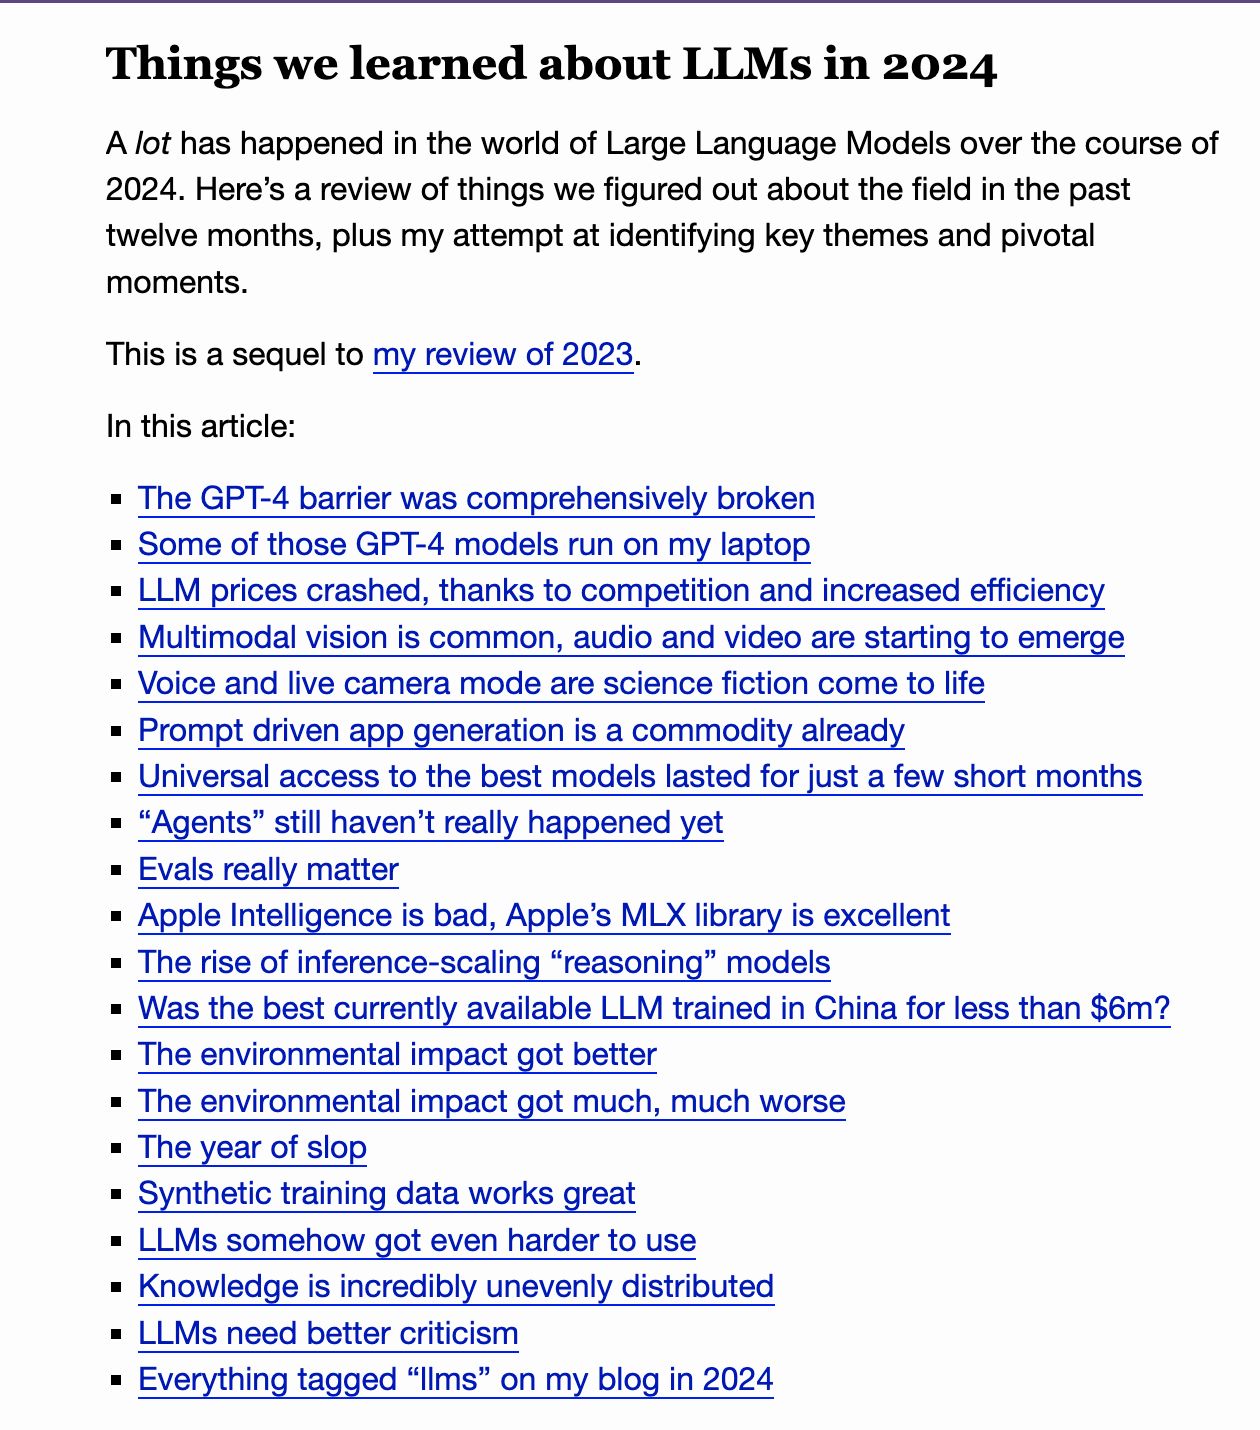 Things we learned about LLMs in 2024
A lot has happened in the world of Large Language Models over the course of
2024. Here’s a review of things we figured out about the field in the past
twelve months, plus my attempt at identifying key themes and pivotal
moments.
This is a sequel to my review of 2023.
In this article:
▪ The GPT-4 barrier was comprehensively broken
▪ Some of those GPT-4 models run on my laptop
▪ LLM prices crashed, thanks to competition and increased efficiency
▪ Multimodal vision is common, audio and video are starting to emerge
▪ Voice and live camera mode are science fiction come to life
▪ Prompt driven app generation is a commodity already
▪ Universal access to the best models lasted for just a few short months
▪ “Agents” still haven’t really happened yet
▪ Evals really matter
▪ Apple Intelligence is bad, Apple’s MLX library is excellent
▪ The rise of inference-scaling “reasoning” models
▪ Was the best currently available LLM trained in China for less than $6m?
▪ The environmental impact got better
▪ The environmental impact got much, much worse
▪ The year of slop
▪ Synthetic training data works great
▪ LLMs somehow got even harder to use
▪ Knowledge is incredibly unevenly distributed
▪ LLMs need better criticism
▪ Everything tagged “llms” on my blog in 2024